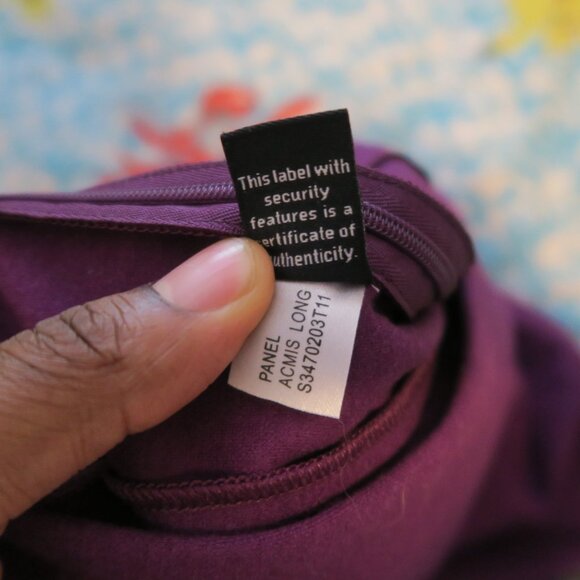 This label with
security
features is a
ertificate of
uthenticity.
PANEL
ACMIS LONG
S3470203T11